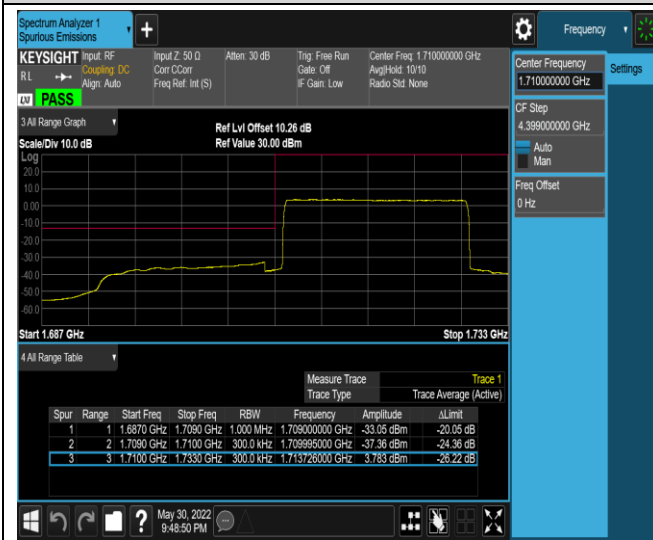 Spectrum Analyzer 1
Spurious Emissions
+
Frequency
KEYSIGHT
RL
LXI
PASS
Input: RF
Coupling: DC
Align: Auto
Input Z: 50 Ω
Corr CCorr
Freq Ref: Int (S)
Atten: 30 dB
Trig: Free Run
Gate: Off
IF Gain: Low
Center Freq: 1.710000000 GHz
Avg|Hold: 10/10
Radio Std: None
Center Frequency
1.710000000 GHz
Settings
CF Step
4.399000000 GHz
Auto
Man
Freq Offset
0 Hz
3 All Range Graph
Scale/Div 10.0 dB
Ref Lvl Offset 10.26 dB
Ref Value 30.00 dBm
Log
20.0
10.0
0.00
-10.0
-20.0
-30.0
-40.0
-50.0
-60.0
Start 1.687 GHz Stop 1.733 GHz
4 All Range Table
Measure Trace Trace 1
Trace Type Trace Average (Active)
Spur Range Start Freq Stop Freq RBW Frequency Amplitude ΔLimit
1 1 1.6870 GHz 1.7090 GHz 1.000 MHz 1.709000000 GHz -33.05 dBm -20.05 dB
2 2 1.7090 GHz 1.7100 GHz 300.0 kHz 1.709995000 GHz -37.36 dBm -24.36 dB
3 3 1.7100 GHz 1.7330 GHz 300.0 kHz 1.713726000 GHz 3.783 dBm -26.22 dB
?
May 30, 2022
9:48:50 PM